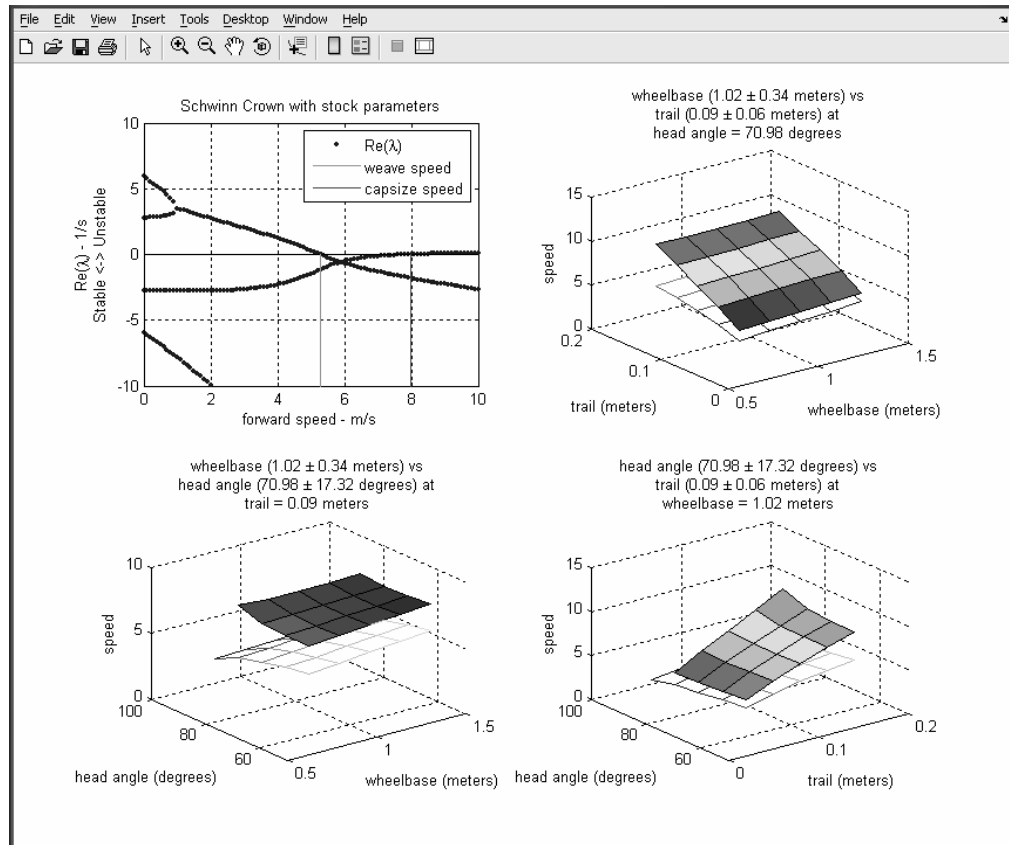 File Edit View Insert Tools Desktop Window Help
Schwinn Crown with stock parameters
10
5
0
-5
-10
Re(λ) - 1/s
Stable <-> Unstable
Re(λ)
weave speed
capsize speed
0 2 4 6 8 10
forward speed - m/s
wheelbase (1.02 ± 0.34 meters) vs
trail (0.09 ± 0.06 meters) at
head angle = 70.98 degrees
15
10
5
0
speed
0.2
0.1
0
trail (meters)
0.5
1
1.5
wheelbase (meters)
wheelbase (1.02 ± 0.34 meters) vs
head angle (70.98 ± 17.32 degrees) at
trail = 0.09 meters
10
5
0
speed
100
80
60
head angle (degrees)
0.5
1
1.5
wheelbase (meters)
head angle (70.98 ± 17.32 degrees) vs
trail (0.09 ± 0.06 meters) at
wheelbase = 1.02 meters
15
10
5
0
speed
100
80
60
head angle (degrees)
0
0.1
0.2
trail (meters)